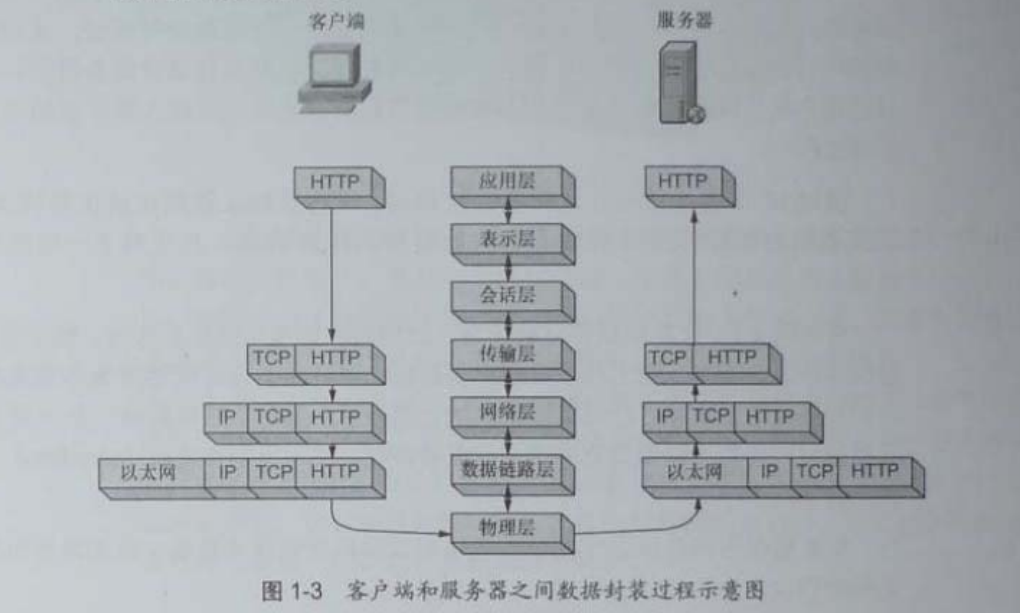 客户端 服务器
HTTP 应用层 HTTP
表示层
会话层
TCP HTTP 传输层 TCP HTTP
IP TCP HTTP 网络层 IP TCP HTTP
以太网 IP TCP HTTP 数据链路层 以太网 IP TCP HTTP
物理层
图 1-3 客户端和服务器之间数据封装过程示意图